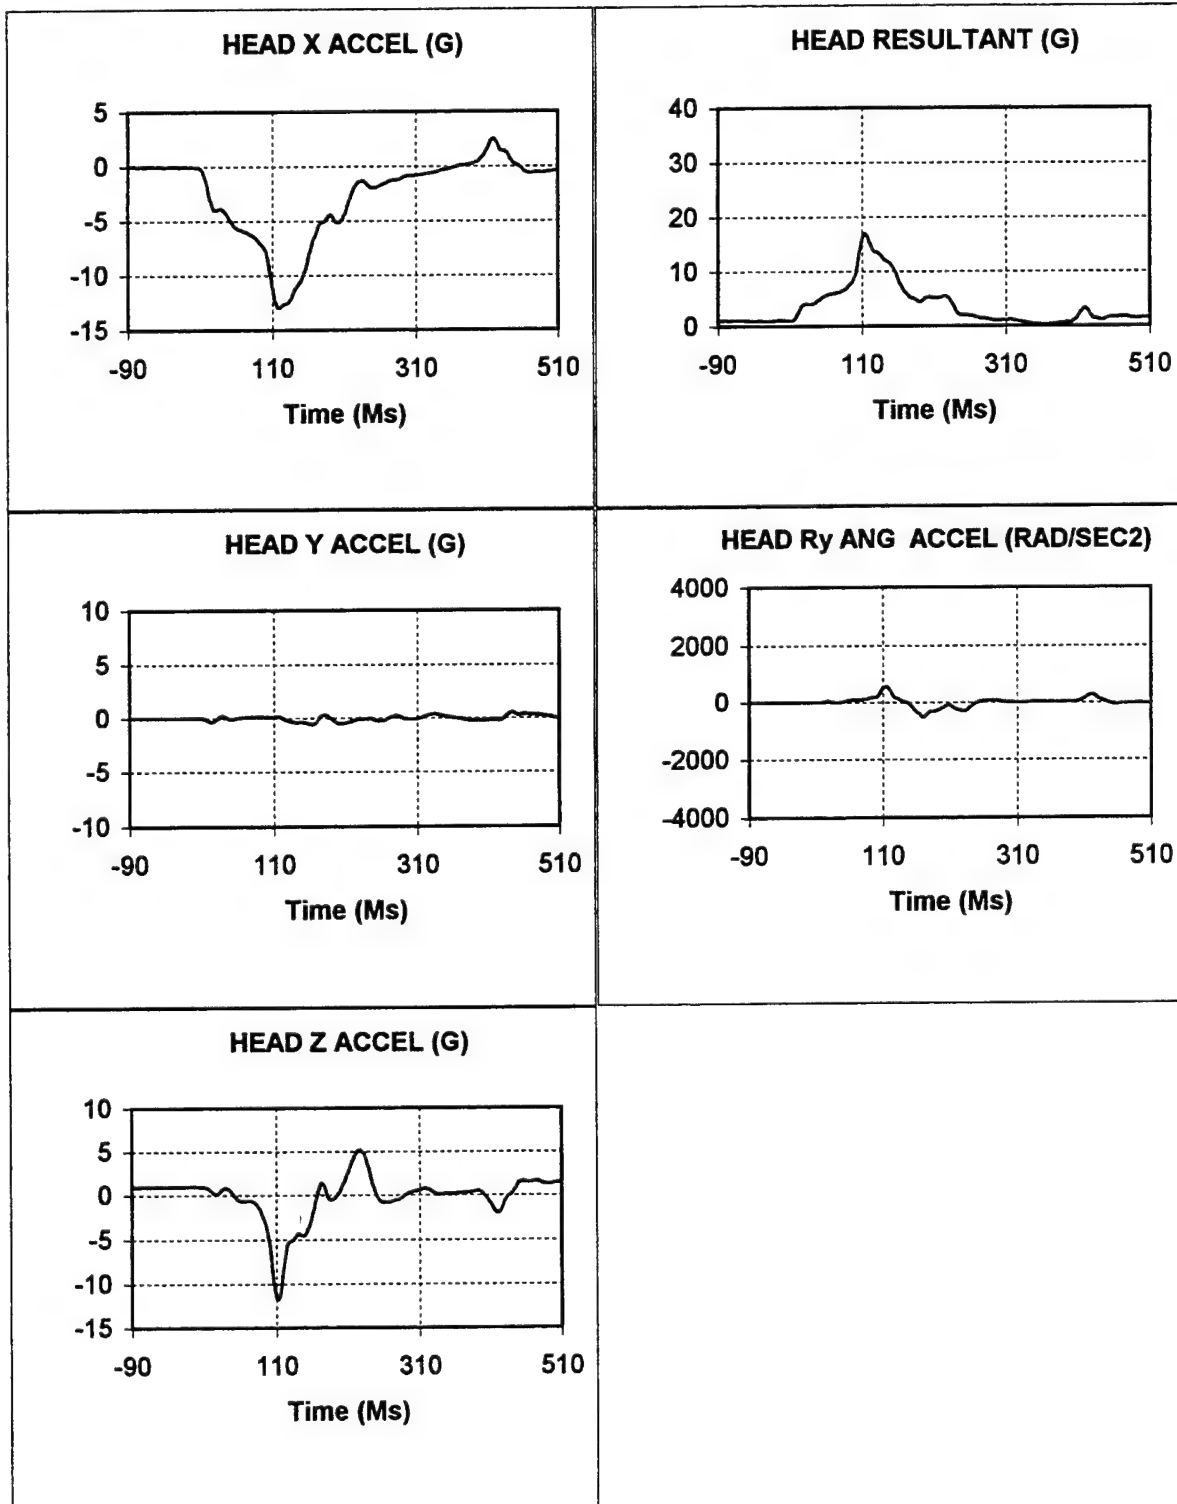 HEAD X ACCEL (G)
5
0
-5
-10
-15
-90 110 310 510
Time (Ms)
HEAD RESULTANT (G)
40
30
20
10
0
-90 110 310 510
Time (Ms)
HEAD Y ACCEL (G)
10
5
0
-5
-10
-90 110 310 510
Time (Ms)
HEAD Ry ANG ACCEL (RAD/SEC2)
4000
2000
0
-2000
-4000
-90 110 310 510
Time (Ms)
HEAD Z ACCEL (G)
10
5
0
-5
-10
-15
-90 110 310 510
Time (Ms)